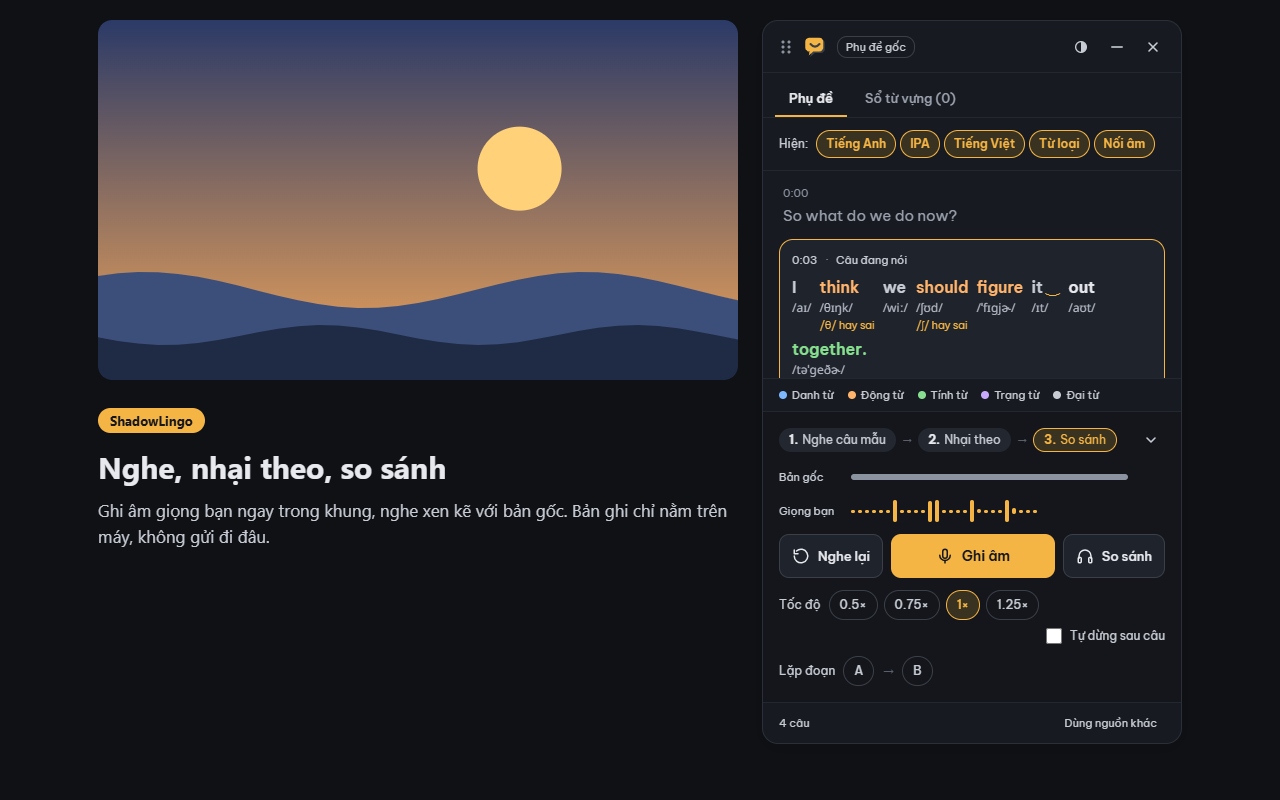 ShadowLingo
Nghe, nhại theo, so sánh
Ghi âm giọng bạn ngay trong khung, nghe xen kẽ với bản gốc. Bản ghi chỉ nằm trên
máy, không gửi đi đâu.
Phụ đề gốc
Phụ đề
Sổ từ vựng (0)
Hiện: Tiếng Anh IPA Tiếng Việt Từ loại Nối âm
0:00
So what do we do now?
0:03 · Câu đang nói
I think we should figure it‿out
/aɪ/ /θɪŋk/ /wiː/ /ʃʊd/ /ˈfɪgjɚ/ /ɪt/ /aʊt/
/θ/ hay sai /ʃ/ hay sai
together.
/təˈgeðɚ/
Danh từ Động từ Tính từ Trạng từ Đại từ
1. Nghe câu mẫu → 2. Nhại theo → 3. So sánh
Bản gốc
Giọng bạn
Nghe lại Ghi âm So sánh
Tốc độ 0.5× 0.75× 1× 1.25×
Tự dừng sau câu
Lặp đoạn A → B
4 câu Dùng nguồn khác